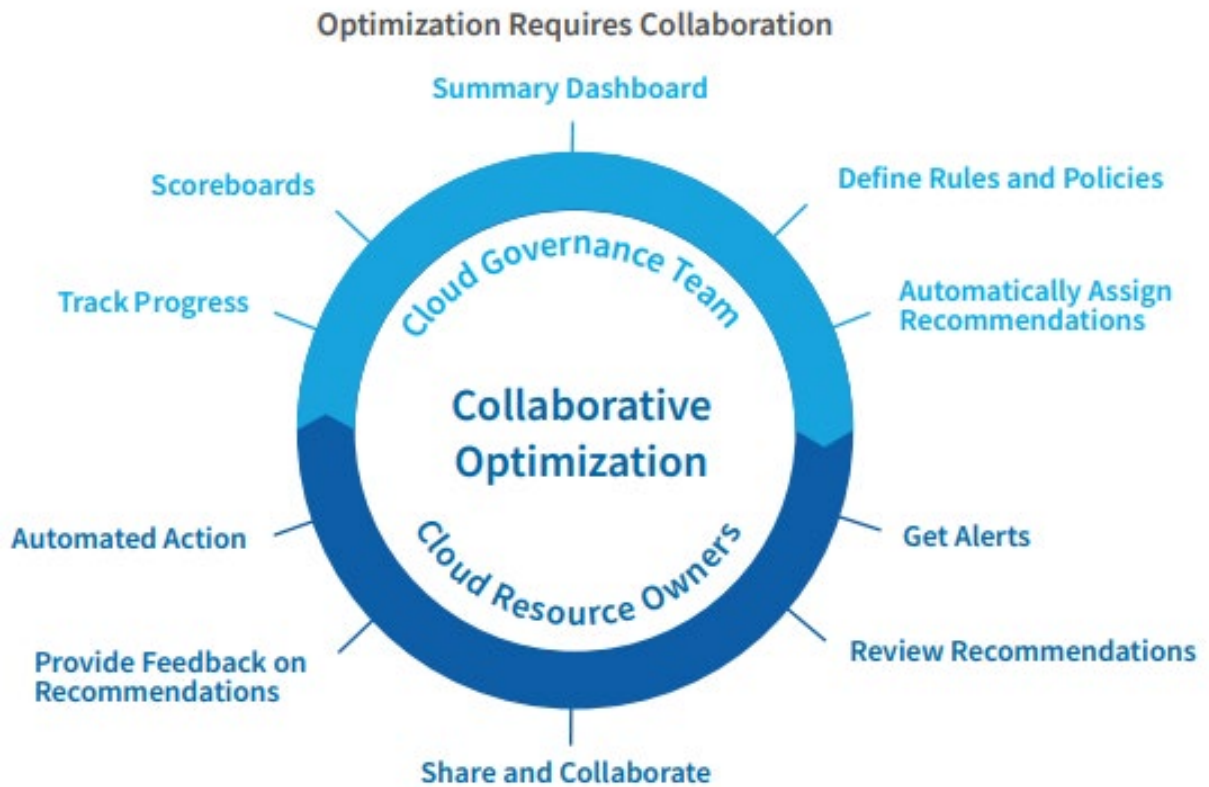 Optimization Requires Collaboration
Summary Dashboard
Scoreboards
Define Rules and Policies
Track Progress
Automatically Assign
Recommendations
Cloud Governance Team
Collaborative
Optimization
Cloud Resource Owners
Automated Action
Get Alerts
Provide Feedback on
Recommendations
Review Recommendations
Share and Collaborate